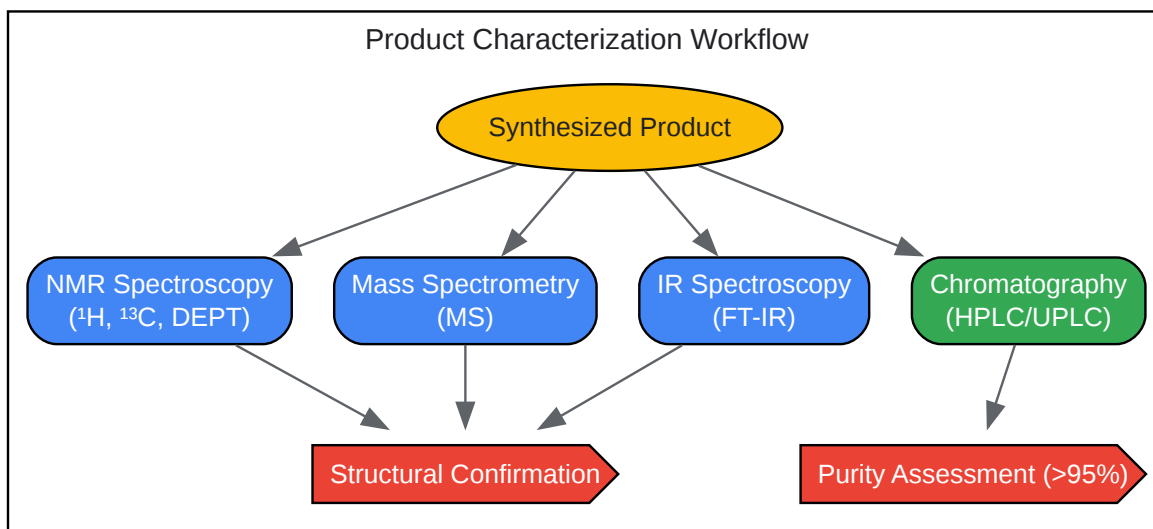 Product Characterization Workflow
Synthesized Product
NMR Spectroscopy
(¹H, ¹³C, DEPT)
Mass Spectrometry
(MS)
IR Spectroscopy
(FT-IR)
Chromatography
(HPLC/UPLC)
Structural Confirmation
Purity Assessment (>95%)